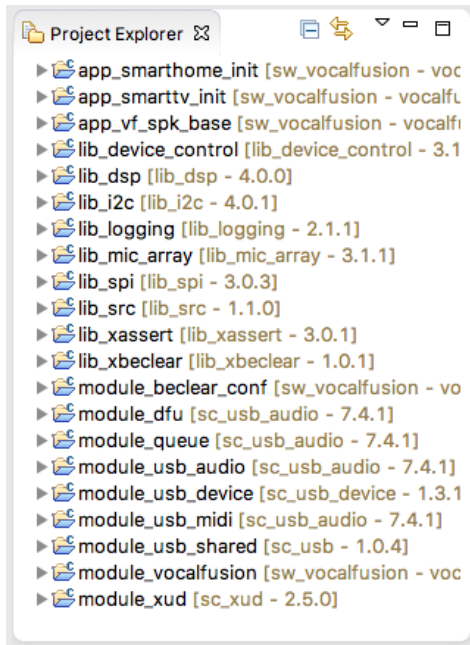 Project Explorer
app_smarthome_init [sw_vocalfusion - voc
app_smarttv_init [sw_vocalfusion - vocalfu
app_vf_spk_base [sw_vocalfusion - vocalfu
lib_device_control [lib_device_control - 3.1
lib_dsp [lib_dsp - 4.0.0]
lib_i2c [lib_i2c - 4.0.1]
lib_logging [lib_logging - 2.1.1]
lib_mic_array [lib_mic_array - 3.1.1]
lib_spi [lib_spi - 3.0.3]
lib_src [lib_src - 1.1.0]
lib_xassert [lib_xassert - 3.0.1]
lib_xbeclear [lib_xbeclear - 1.0.1]
module_beclear_conf [sw_vocalfusion - vo
module_dfu [sc_usb_audio - 7.4.1]
module_queue [sc_usb_audio - 7.4.1]
module_usb_audio [sc_usb_audio - 7.4.1]
module_usb_device [sc_usb_device - 1.3.1
module_usb_midi [sc_usb_audio - 7.4.1]
module_usb_shared [sc_usb - 1.0.4]
module_vocalfusion [sw_vocalfusion - voc
module_xud [sc_xud - 2.5.0]